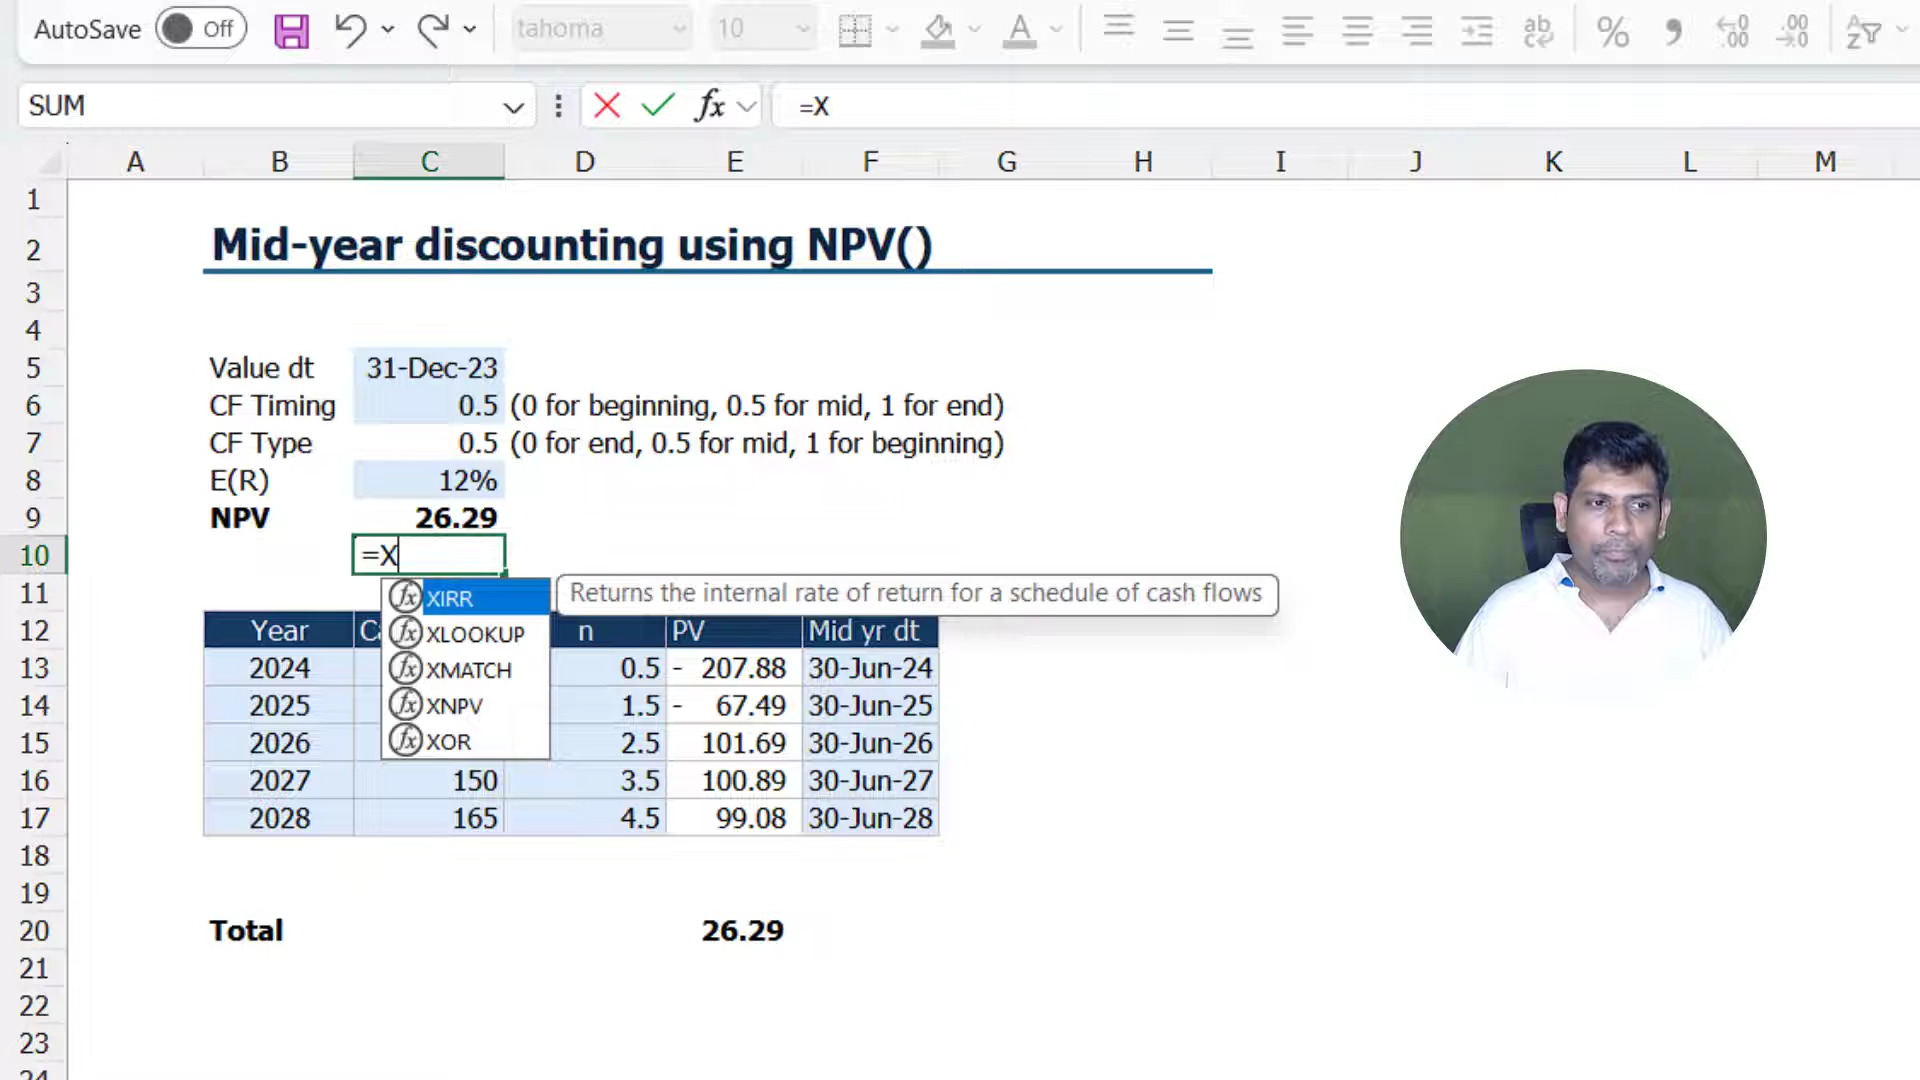 AutoSave Off tahoma 10
SUM =X
A B C D E F G H I J K L M
1
2 Mid-year discounting using NPV()
3
4
5 Value dt 31-Dec-23
6 CF Timing 0.5 (0 for beginning, 0.5 for mid, 1 for end)
7 CF Type 0.5 (0 for end, 0.5 for mid, 1 for beginning)
8 E(R) 12%
9 NPV 26.29
10 =X
11 XIRR Returns the internal rate of return for a schedule of cash flows
12 Year XLOOKUP n PV Mid yr dt
13 2024 XMATCH 0.5 - 207.88 30-Jun-24
14 2025 XNPV 1.5 - 67.49 30-Jun-25
15 2026 XOR 2.5 101.69 30-Jun-26
16 2027 150 3.5 100.89 30-Jun-27
17 2028 165 4.5 99.08 30-Jun-28
18
19
20 Total 26.29
21
22
23